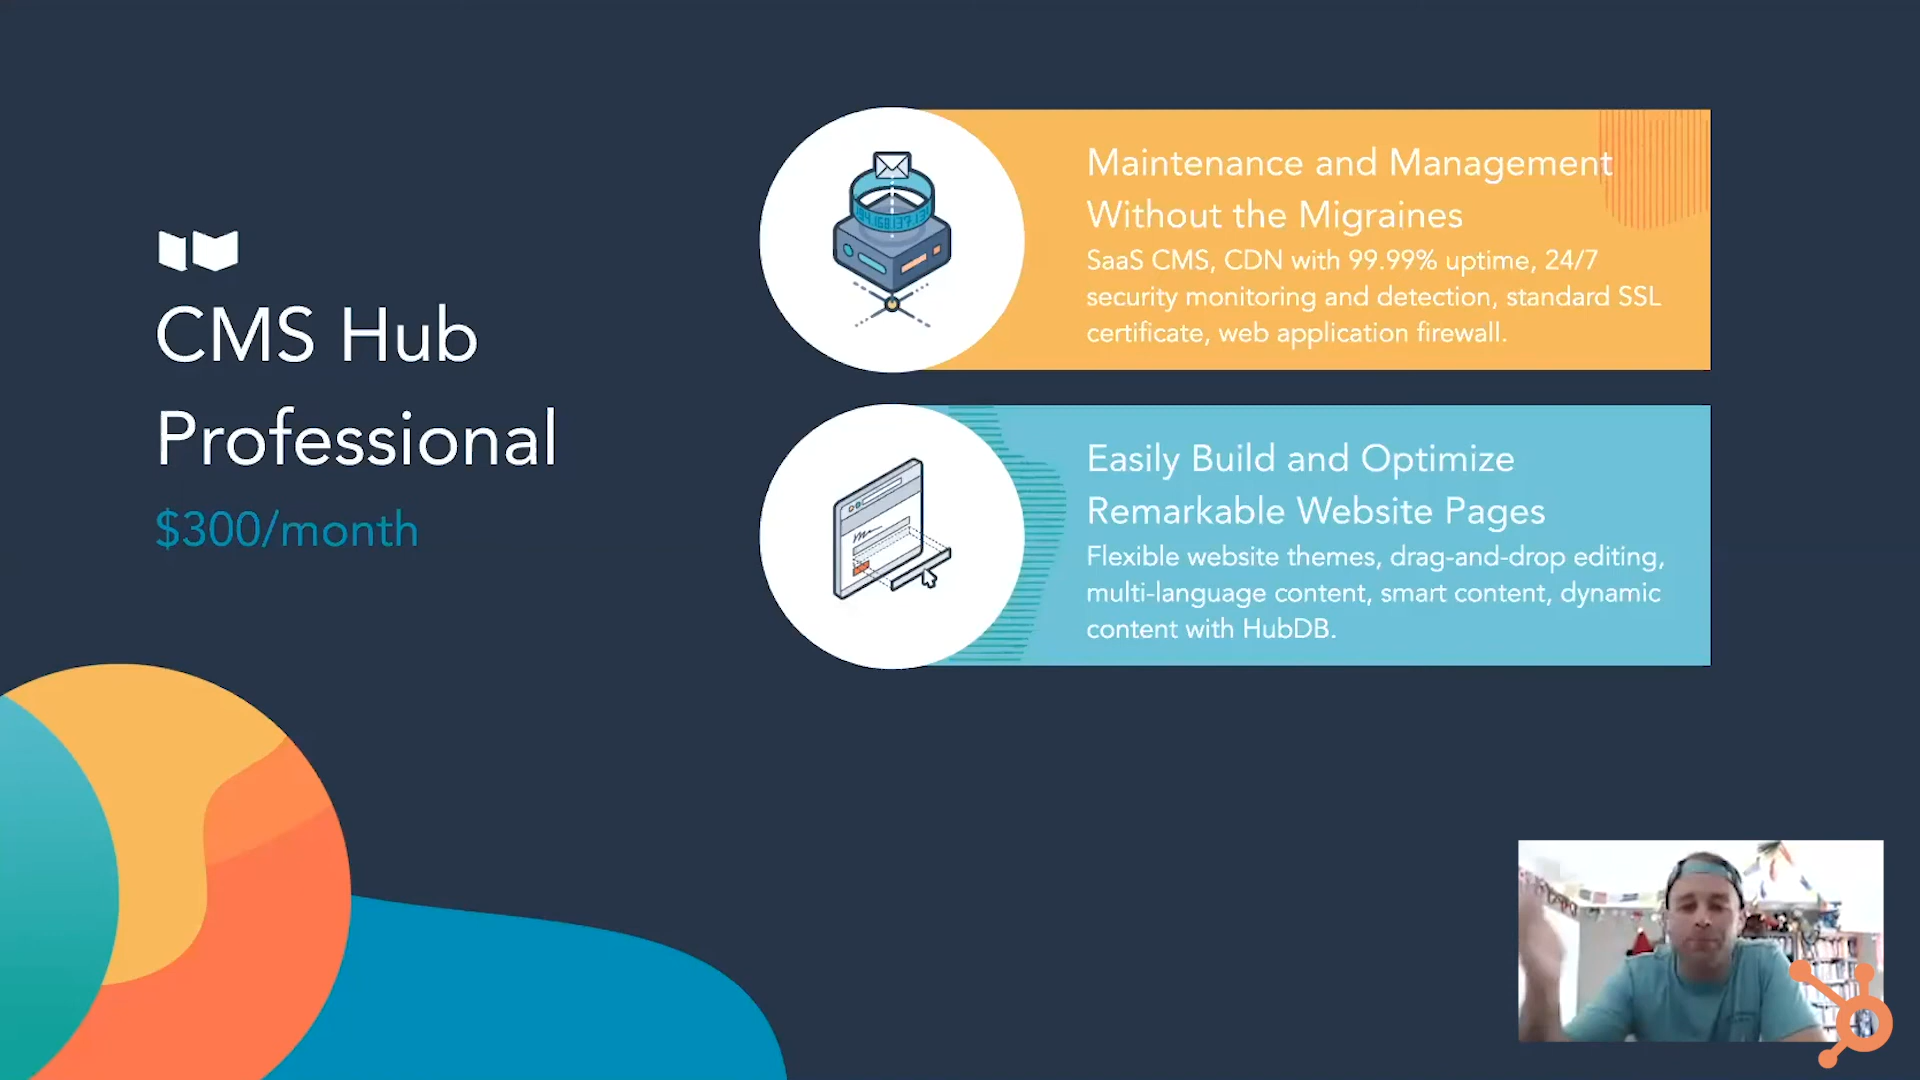 CMS Hub
Professional
$300/month
Maintenance and Management
Without the Migraines
SaaS CMS, CDN with 99.99% uptime, 24/7
security monitoring and detection, standard SSL
certificate, web application firewall.
Easily Build and Optimize
Remarkable Website Pages
Flexible website themes, drag-and-drop editing,
multi-language content, smart content, dynamic
content with HubDB.